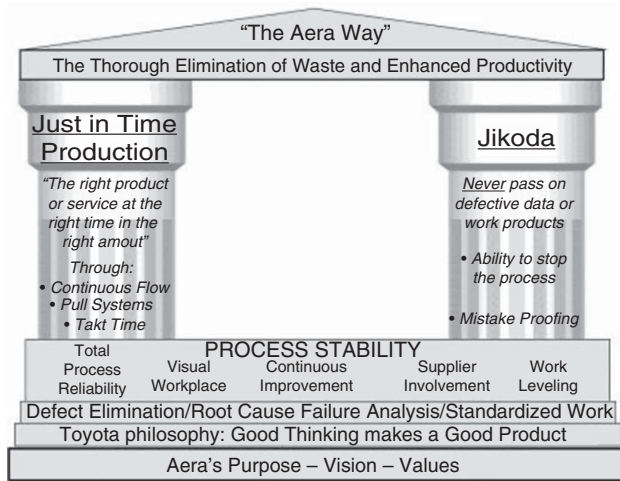 “The Aera Way”
The Thorough Elimination of Waste and Enhanced Productivity
Just in Time
Production
“The right product
or service at the
right time in the
right amout”
Through:
• Continuous Flow
• Pull Systems
• Takt Time
Jikoda
Never pass on
defective data or
work products
• Ability to stop
the process
• Mistake Proofing
PROCESS STABILITY
Total
Process
Reliability
Visual
Workplace
Continuous
Improvement
Supplier
Involvement
Work
Leveling
Defect Elimination/Root Cause Failure Analysis/Standardized Work
Toyota philosophy: Good Thinking makes a Good Product
Aera’s Purpose – Vision – Values